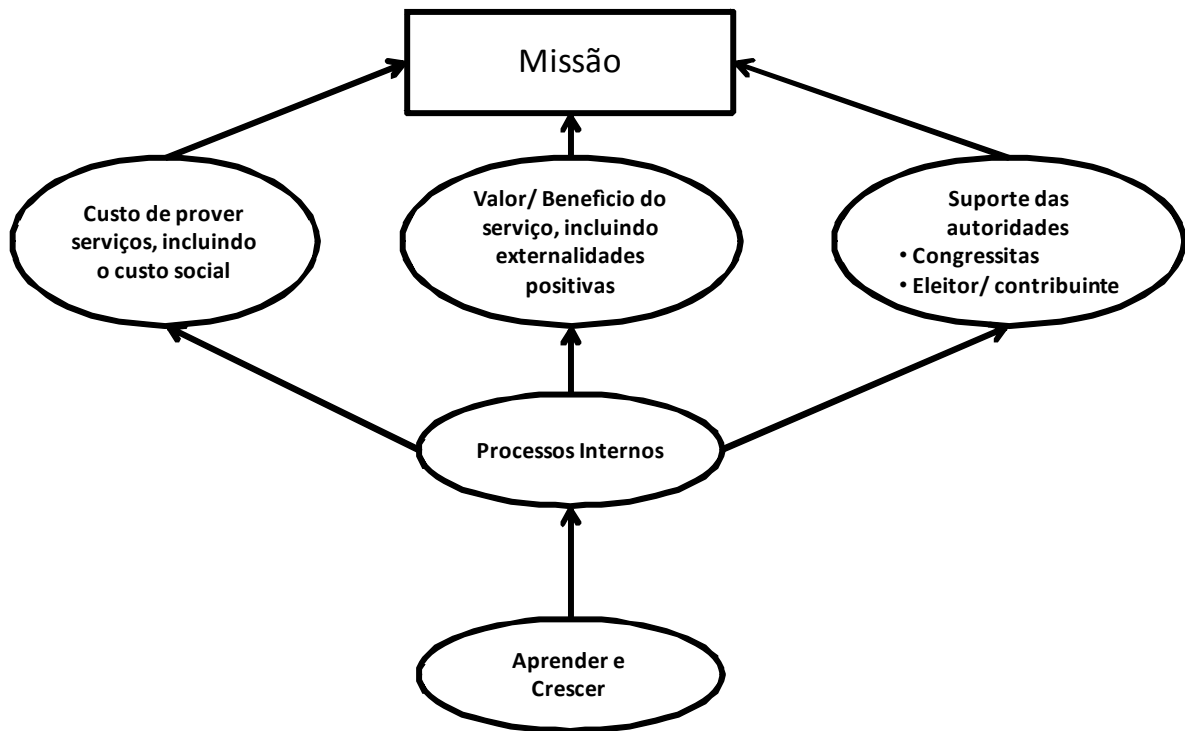 Missão
Custo de prover
serviços, incluindo
o custo social
Valor/ Beneficio do
serviço, incluindo
externalidades
positivas
Suporte das
autoridades
• Congressitas
• Eleitor/ contribuinte
Processos Internos
Aprender e
Crescer